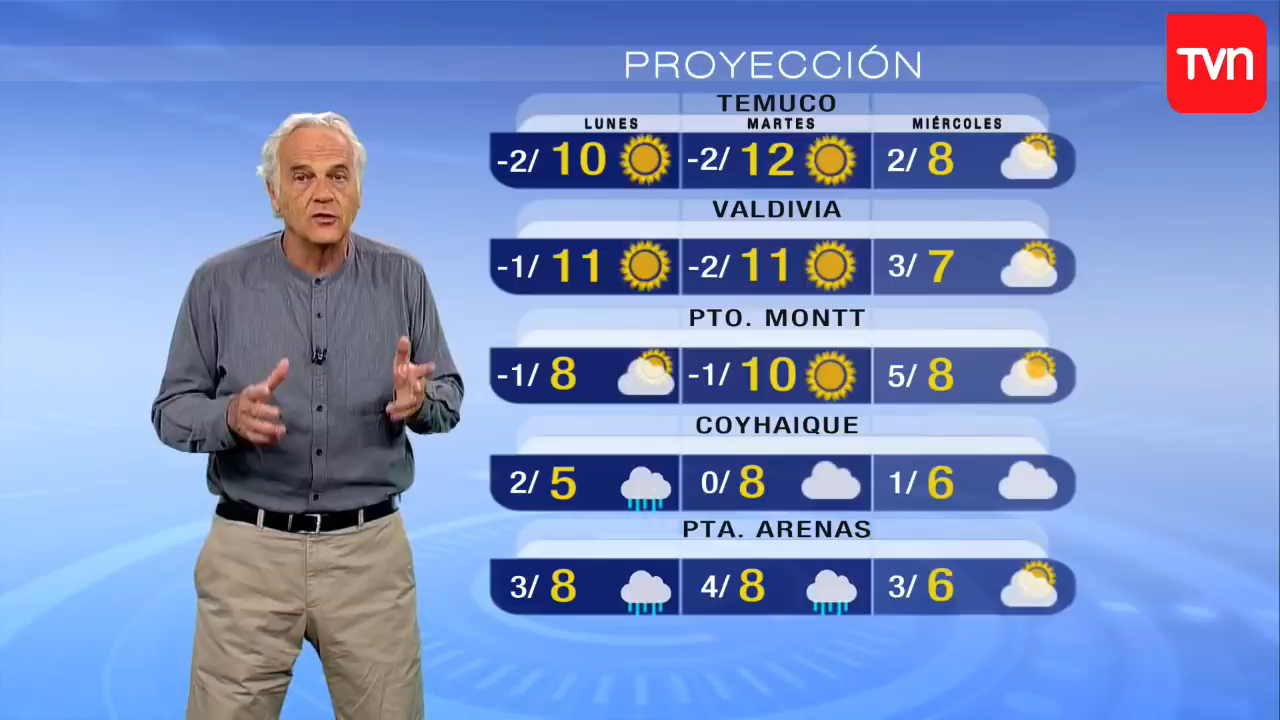 PROYECCIÓN
TVN
TEMUCO
LUNES MARTES MIÉRCOLES
-2/ 10 -2/ 12 2/ 8
VALDIVIA
-1/ 11 -2/ 11 3/ 7
PTO. MONTT
-1/ 8 -1/ 10 5/ 8
COYHAIQUE
2/ 5 0/ 8 1/ 6
PTA. ARENAS
3/ 8 4/ 8 3/ 6